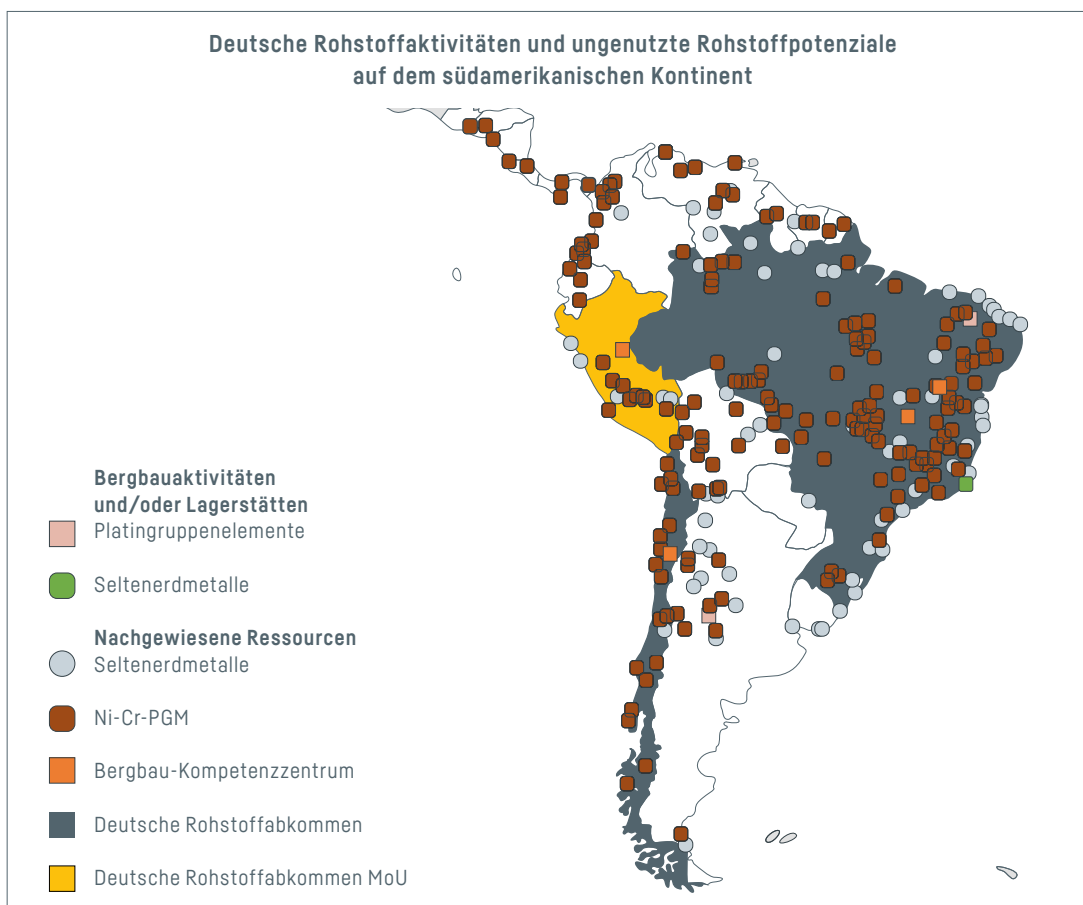 Deutsche Rohstoffaktivitäten und ungenutzte Rohstoffpotenziale
auf dem südamerikanischen Kontinent
Bergbauaktivitäten
und/oder Lagerstätten
Platingruppenelemente
Seltenerdmetalle
Nachgewiesene Ressourcen
Seltenerdmetalle
Ni-Cr-PGM
Bergbau-Kompetenzzentrum
Deutsche Rohstoffabkommen
Deutsche Rohstoffabkommen MoU